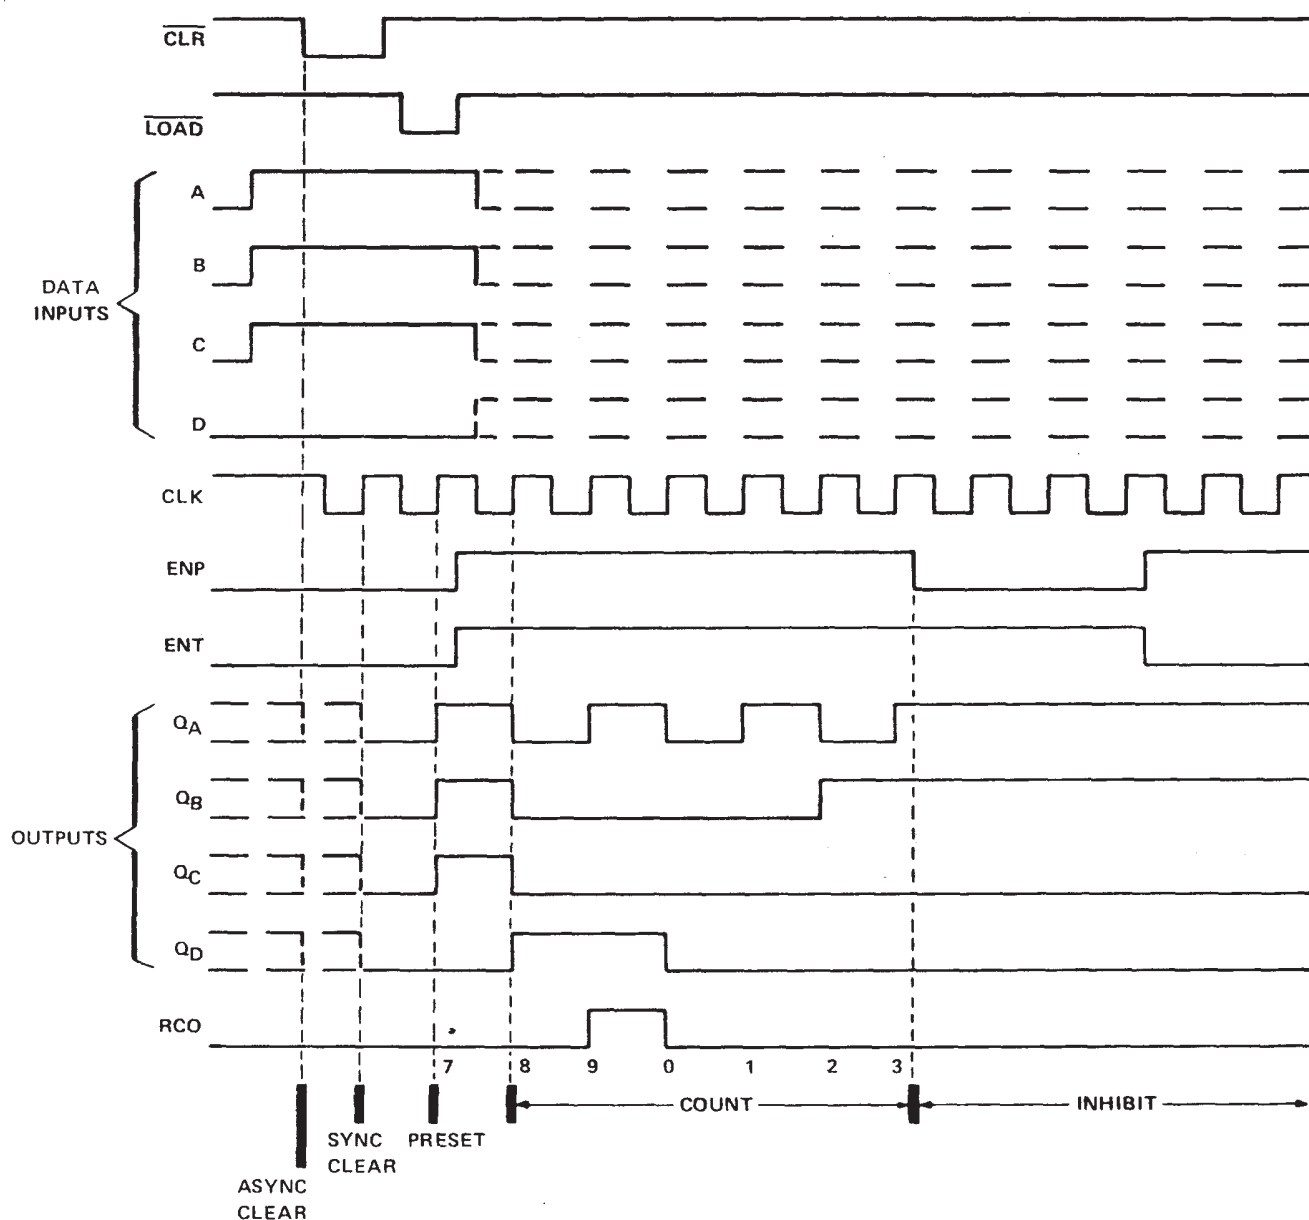 CLR
LOAD
A
B
DATA
INPUTS
C
D
CLK
ENP
ENT
QA
QB
OUTPUTS
QC
QD
RCO
7 8 9 0 1 2 3
COUNT INHIBIT
SYNC
CLEAR
PRESET
ASYNC
CLEAR